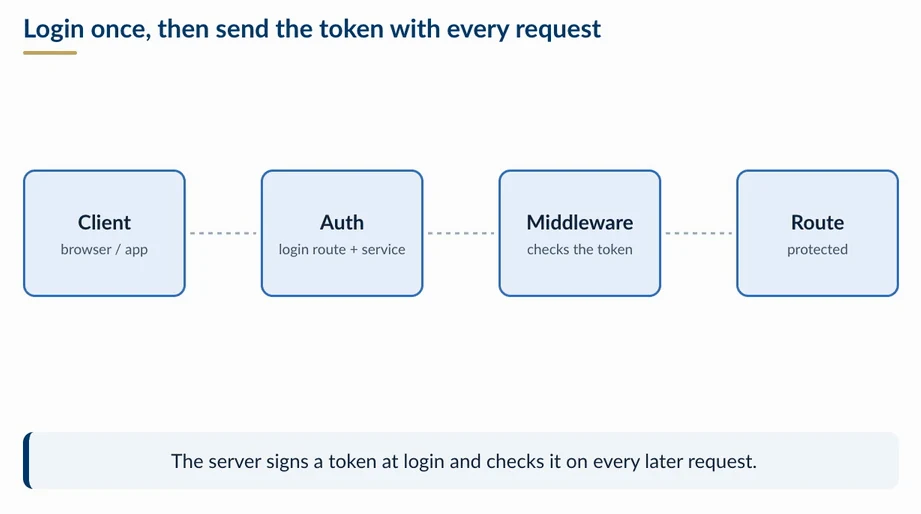 Login once, then send the token with every request
Client
browser / app
Auth
login route + service
Middleware
checks the token
Route
protected
The server signs a token at login and checks it on every later request.